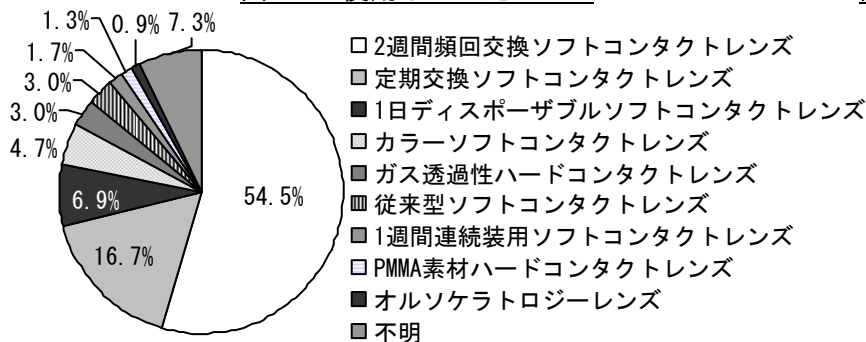 1.3%
0.9%
7.3%
1.7%
3.0%
3.0%
4.7%
6.9%
16.7%
54.5%
2週間頻回交換ソフトコンタクトレンズ
定期交換ソフトコンタクトレンズ
1日ディスポーザブルソフトコンタクトレンズ
カラーソフトコンタクトレンズ
ガス透過性ハードコンタクトレンズ
従来型ソフトコンタクトレンズ
1週間連続装用ソフトコンタクトレンズ
PMMA素材ハードコンタクトレンズ
オルソケラトロジーレンズ
不明